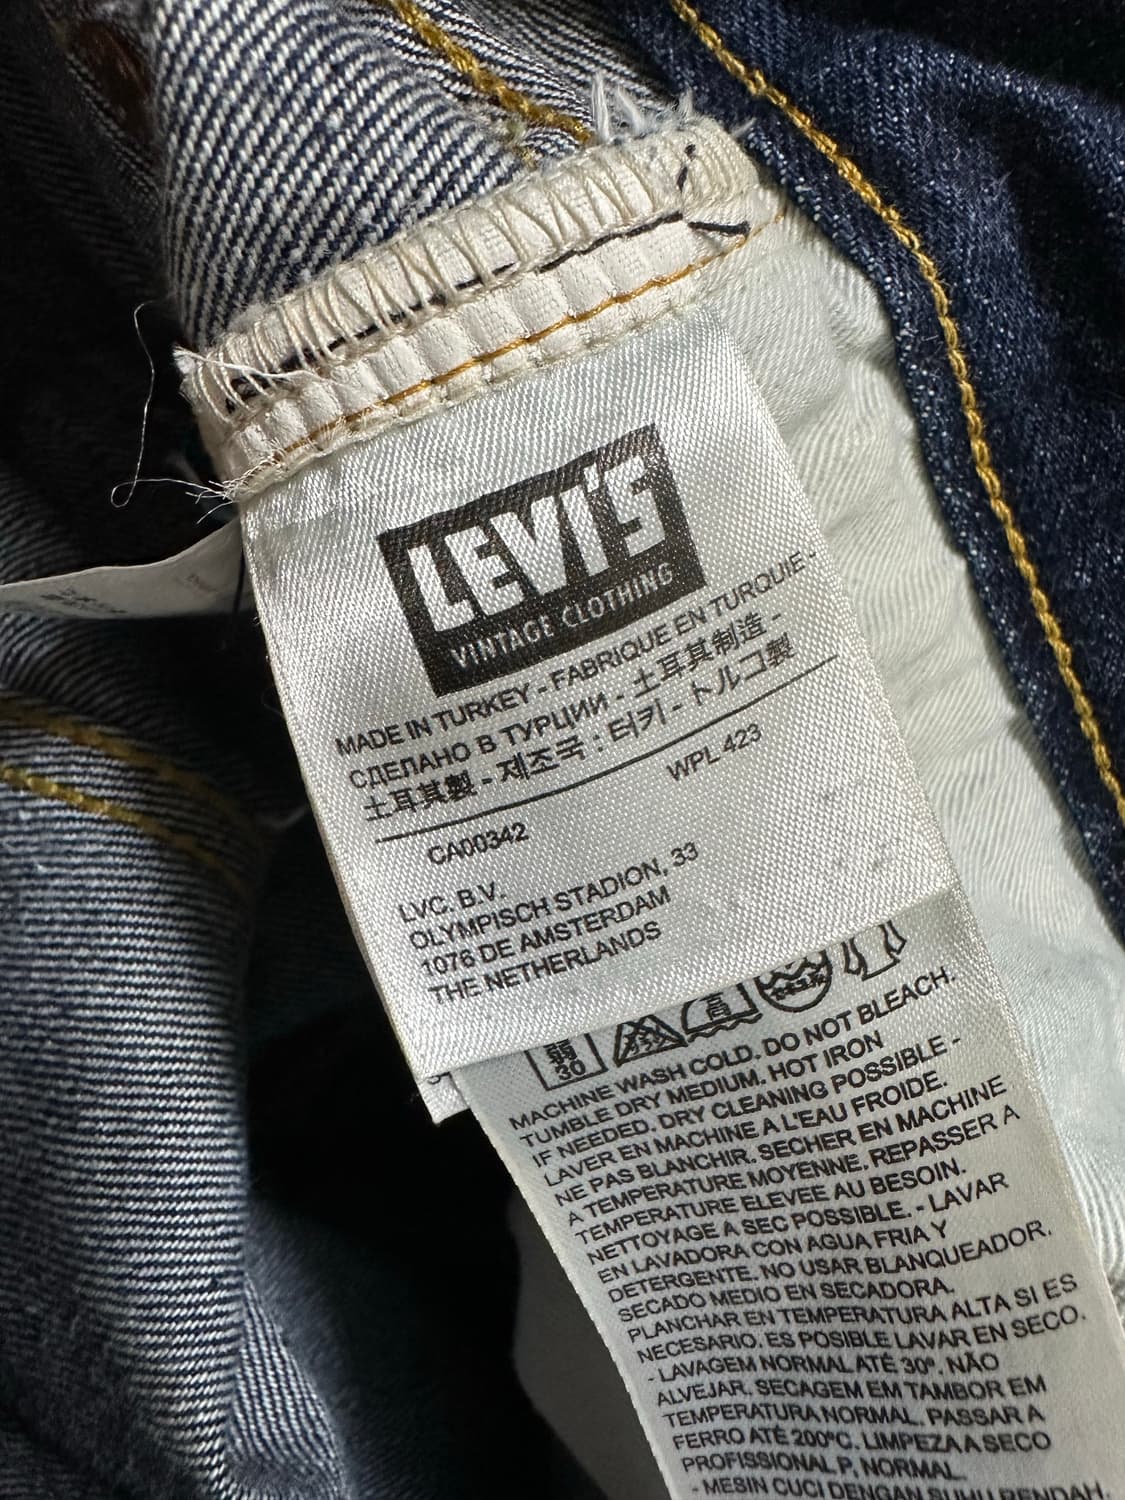 LEVI'S
VINTAGE CLOTHING
MADE IN TURKEY - FABRIQUE EN TURQUIE -
СДЕЛАНО В ТУРЦИИ - 土耳其制造 -
土耳其製 - 제조국 : 터키 - トルコ製
WPL 423
CA00342
LVC. B.V.
OLYMPISCH STADION, 33
1076 DE AMSTERDAM
THE NETHERLANDS
30
MACHINE WASH COLD. DO NOT BLEACH.
TUMBLE DRY MEDIUM. HOT IRON
IF NEEDED. DRY CLEANING POSSIBLE -
LAVER EN MACHINE A L'EAU FROIDE.
NE PAS BLANCHIR. SECHER EN MACHINE
A TEMPERATURE MOYENNE. REPASSER A
TEMPERATURE ELEVEE AU BESOIN.
NETTOYAGE A SEC POSSIBLE. - LAVAR
EN LAVADORA CON AGUA FRIA Y
DETERGENTE. NO USAR BLANQUEADOR.
SECADO MEDIO EN SECADORA.
PLANCHAR EN TEMPERATURA ALTA SI ES
NECESARIO. ES POSIBLE LAVAR EN SECO.
- LAVAGEM NORMAL ATÉ 30°. NÃO
ALVEJAR. SECAGEM EM TAMBOR EM
TEMPERATURA NORMAL. PASSAR A
FERRO ATÉ 200°C. LIMPEZA A SECO
PROFISSIONAL P, NORMAL.
- MESIN CUCI DENGAN SUHU RENDAH.